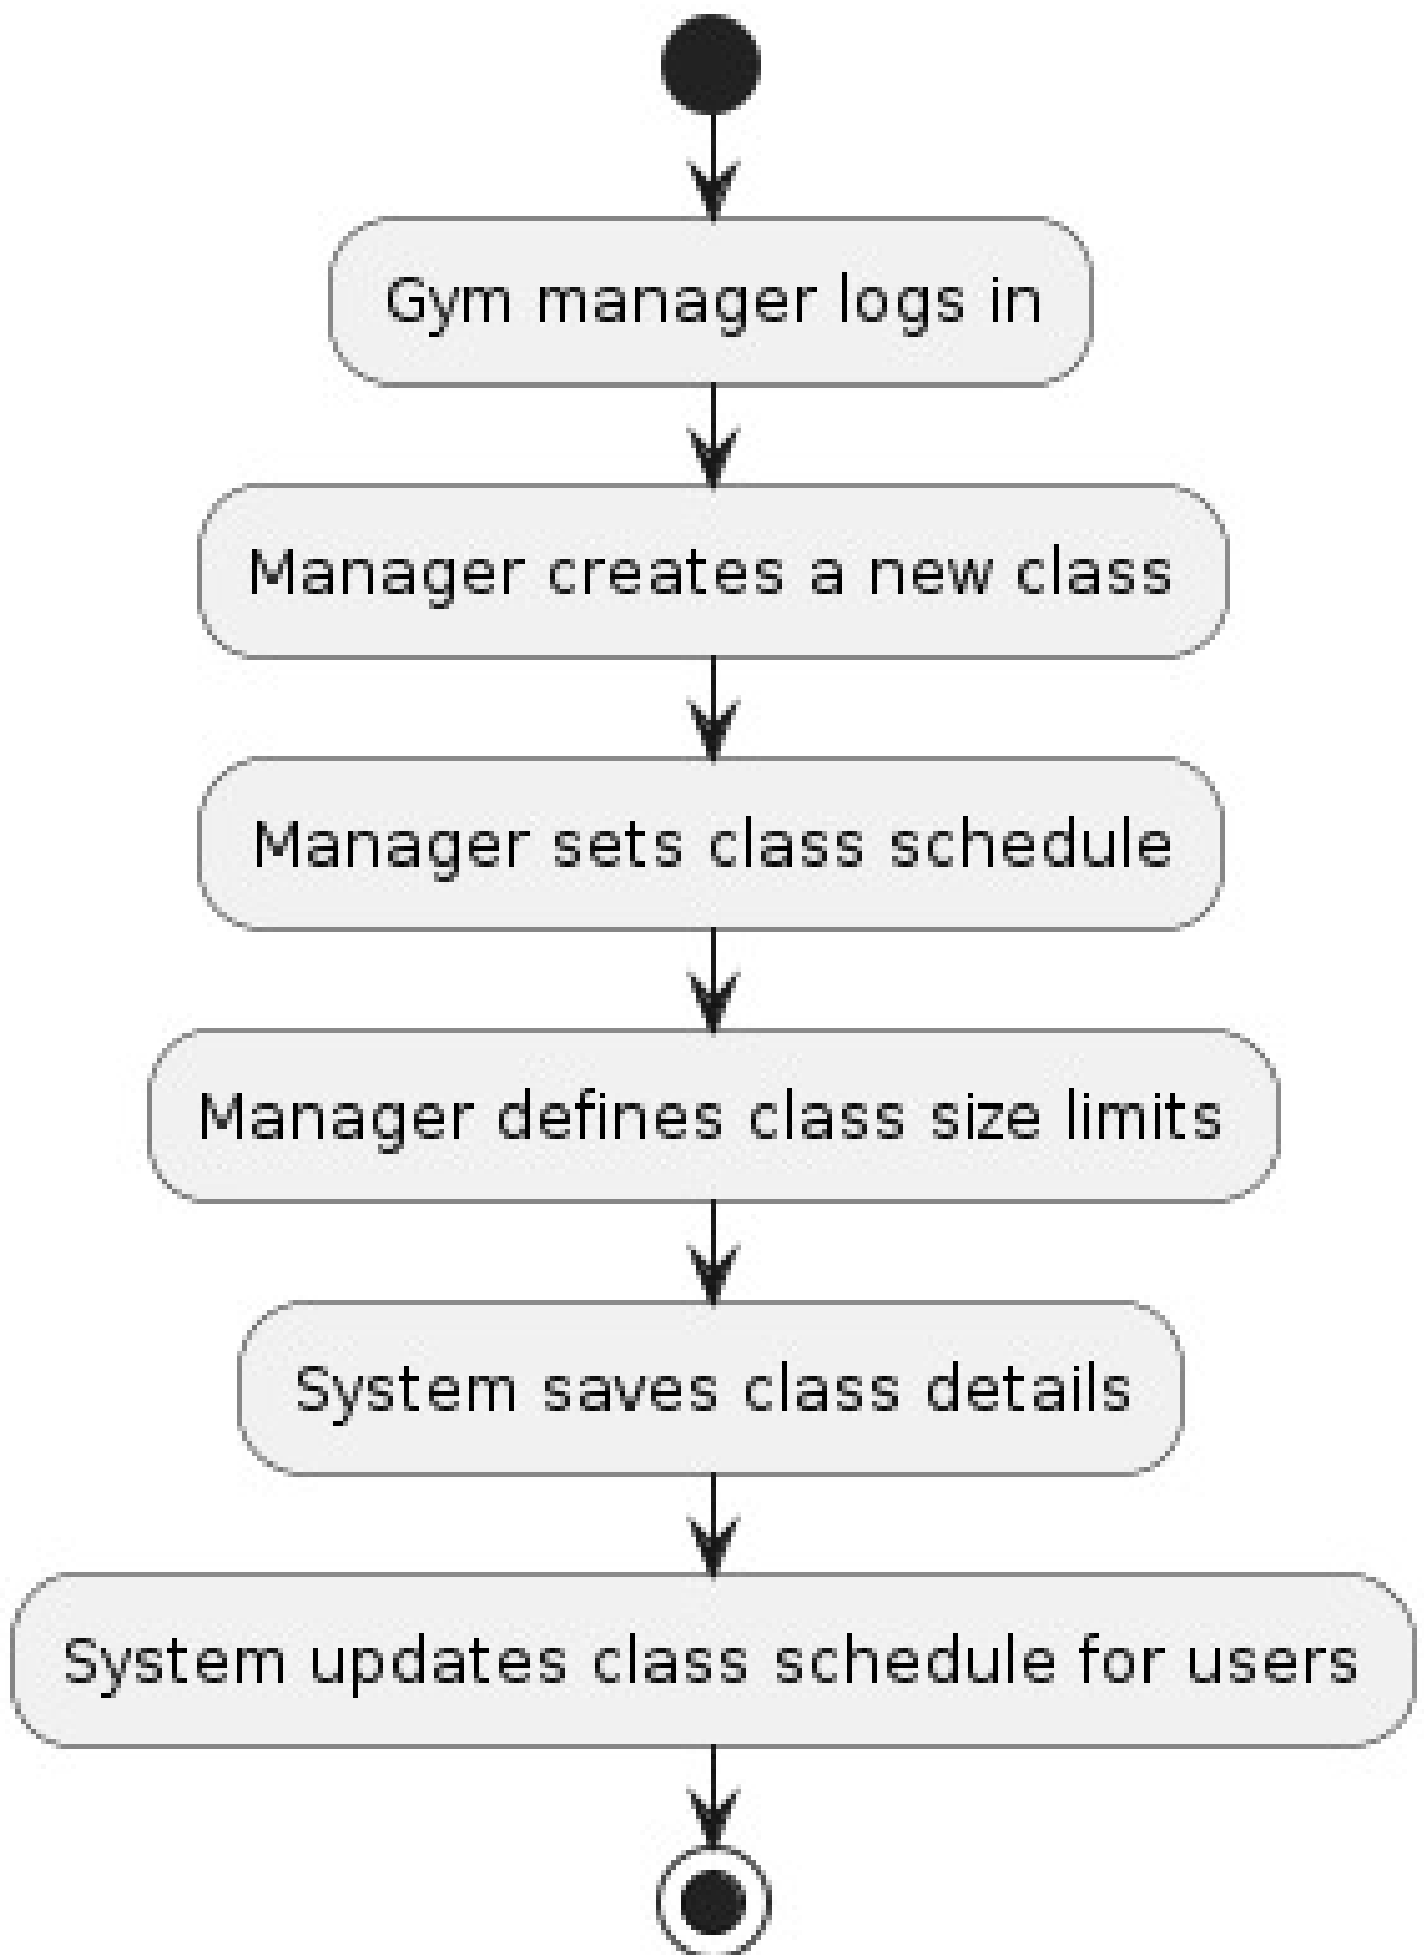 Gym manager logs in
Manager creates a new class
Manager sets class schedule
Manager defines class size limits
System saves class details
System updates class schedule for users